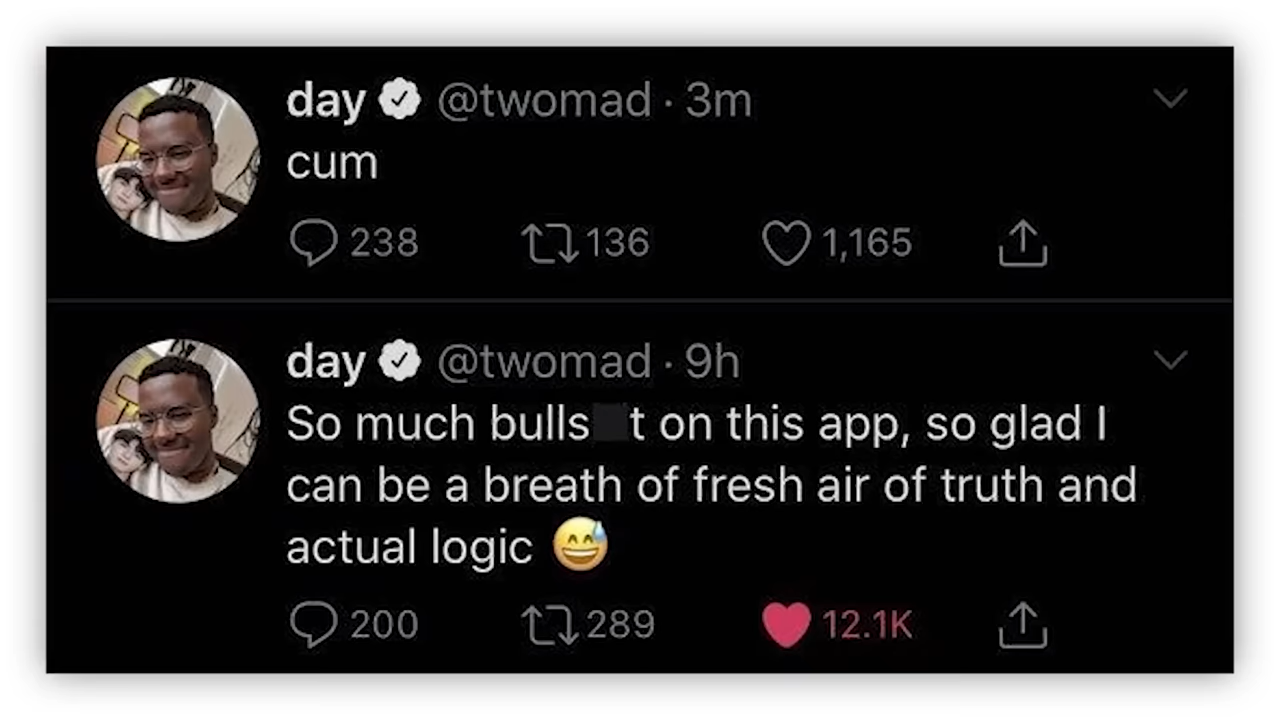 day @twomad · 3m
cum
238 136 1,165
day @twomad · 9h
So much bulls t on this app, so glad I
can be a breath of fresh air of truth and
actual logic 😅
200 289 12.1K